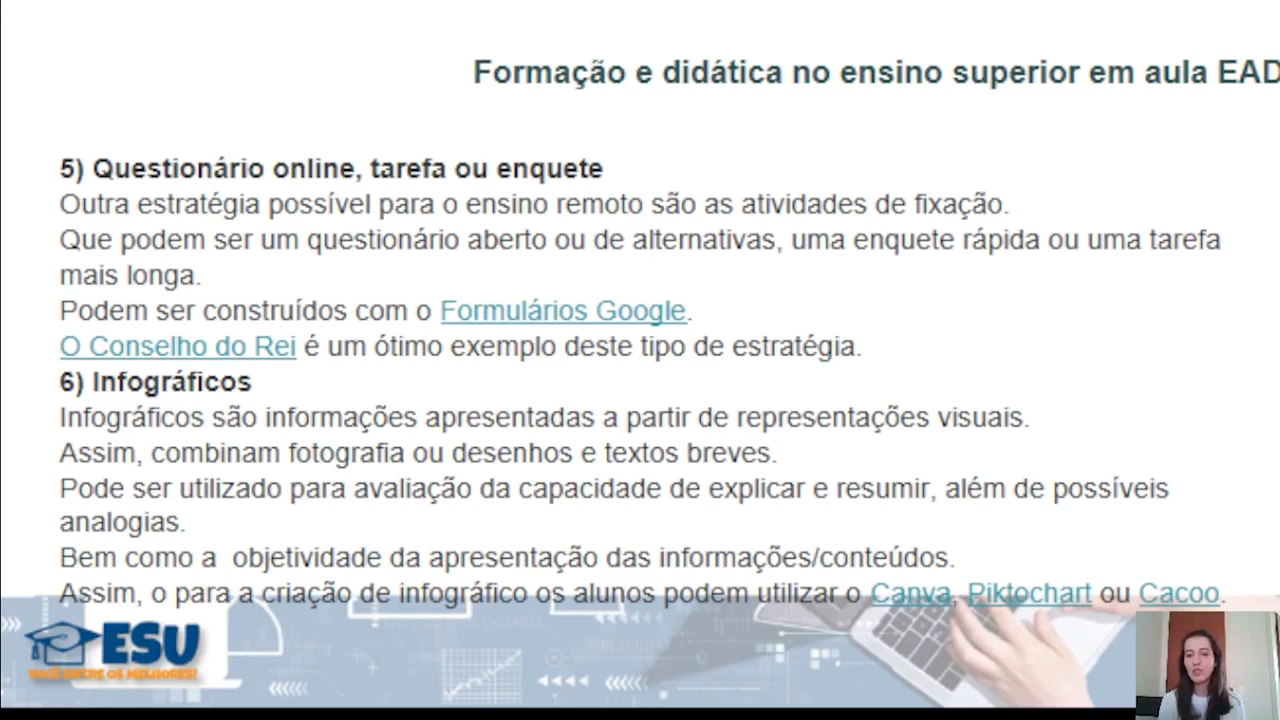 Formação e didática no ensino superior em aula EAD
5) Questionário online, tarefa ou enquete
Outra estratégia possível para o ensino remoto são as atividades de fixação.
Que podem ser um questionário aberto ou de alternativas, uma enquete rápida ou uma tarefa
mais longa.
Podem ser construídos com o Formulários Google.
O Conselho do Rei é um ótimo exemplo deste tipo de estratégia.
6) Infográficos
Infográficos são informações apresentadas a partir de representações visuais.
Assim, combinam fotografia ou desenhos e textos breves.
Pode ser utilizado para avaliação da capacidade de explicar e resumir, além de possíveis
analogias.
Bem como a  objetividade da apresentação das informações/conteúdos.
Assim, o para a criação de infográfico os alunos podem utilizar o Canva, Piktochart ou Cacoo.
ESU
VOCÊ ENTRE OS MELHORES!